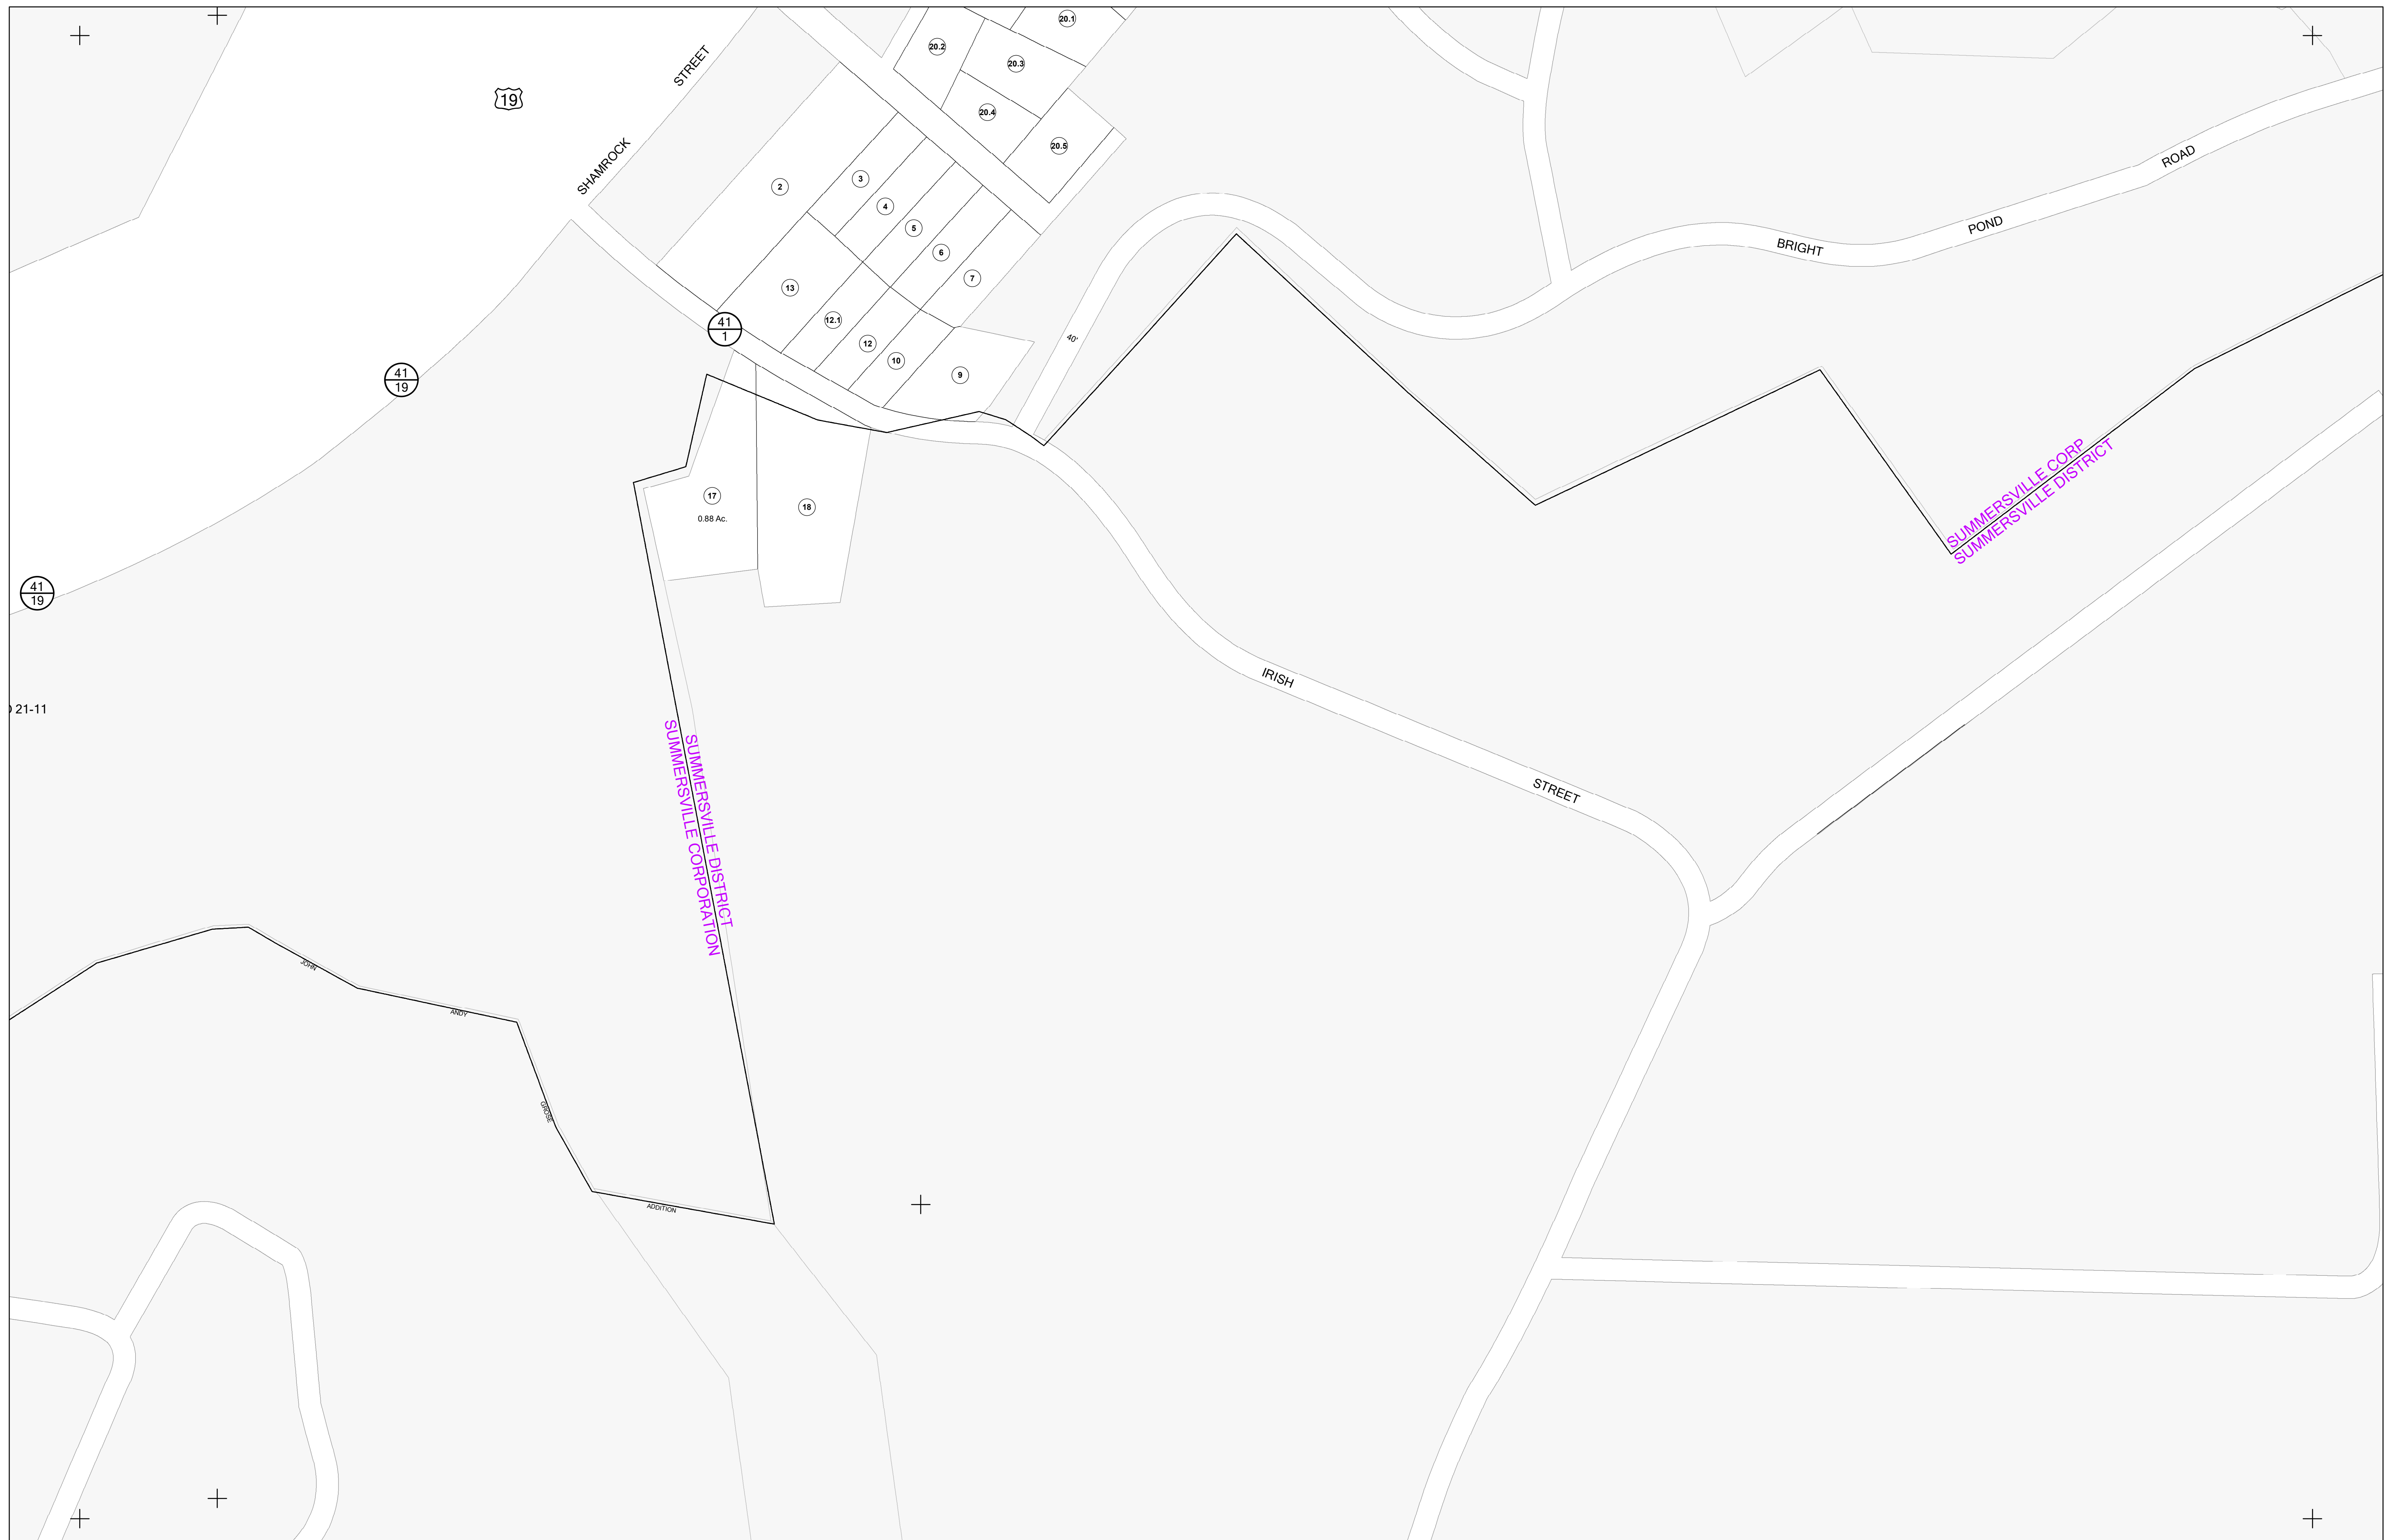 20.1
20.2
20.3
STREET
19
20.4
20.5
SHAMROCK
ROAD
3
2
4
POND
5
BRIGHT
6
7
13
12.1
41
1
40'
12
10
9
41
19
SUMMERSVILLE CORP
SUMMERSVILLE DISTRICT
17
18
0.88 Ac.
41
19
IRISH
21-11
STREET
SUMMERSVILLE DISTRICT
SUMMERSVILLE CORPORATION
JOHN
ANDY
GROSE
ADDITION